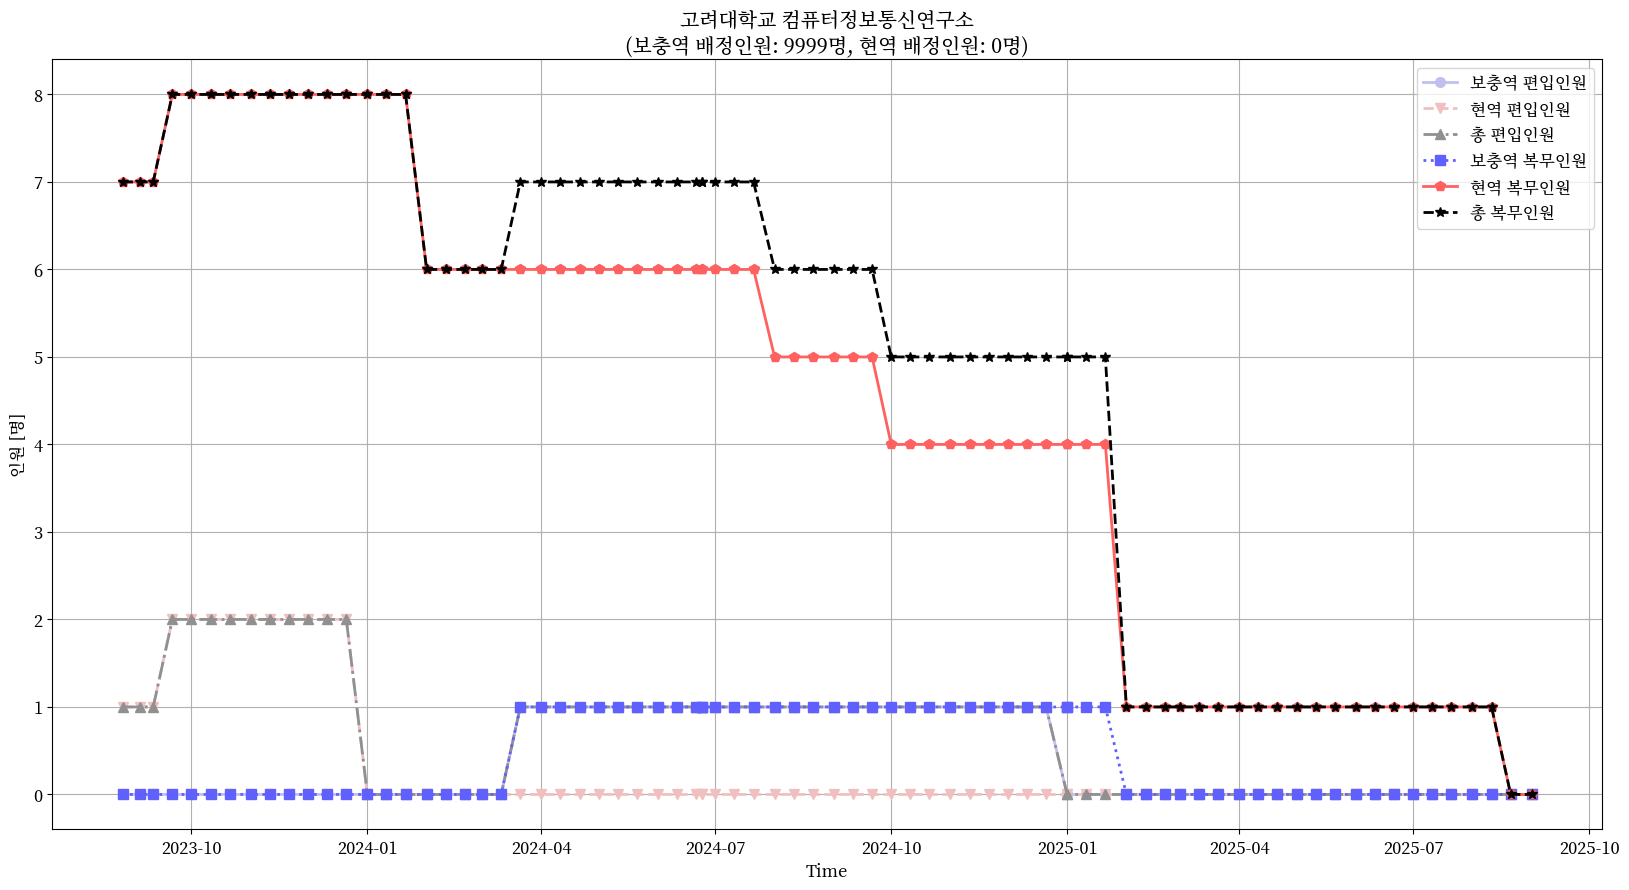 고려대학교 컴퓨터정보통신연구소
(보충역 배정인원: 9999명, 현역 배정인원: 0명)
보충역 편입인원
현역 편입인원
총 편입인원
보충역 복무인원
현역 복무인원
총 복무인원
인원 [명]
8
7
6
5
4
3
2
1
0
2023-10
2024-01
2024-04
2024-07
2024-10
2025-01
2025-04
2025-07
2025-10
Time